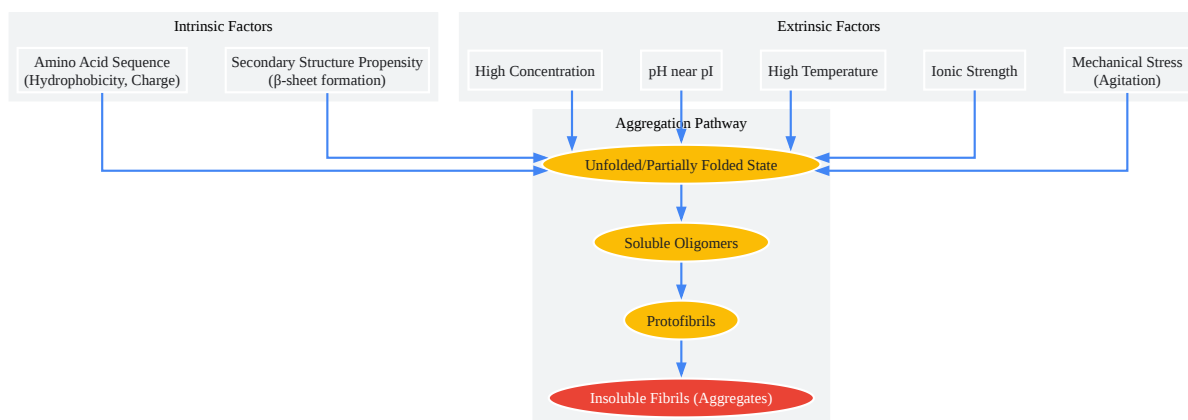 Intrinsic Factors
Extrinsic Factors
Amino Acid Sequence
(Hydrophobicity, Charge)
Secondary Structure Propensity
(β-sheet formation)
High Concentration
pH near pI
High Temperature
Ionic Strength
Mechanical Stress
(Agitation)
Aggregation Pathway
Unfolded/Partially Folded State
Soluble Oligomers
Protofibrils
Insoluble Fibrils (Aggregates)